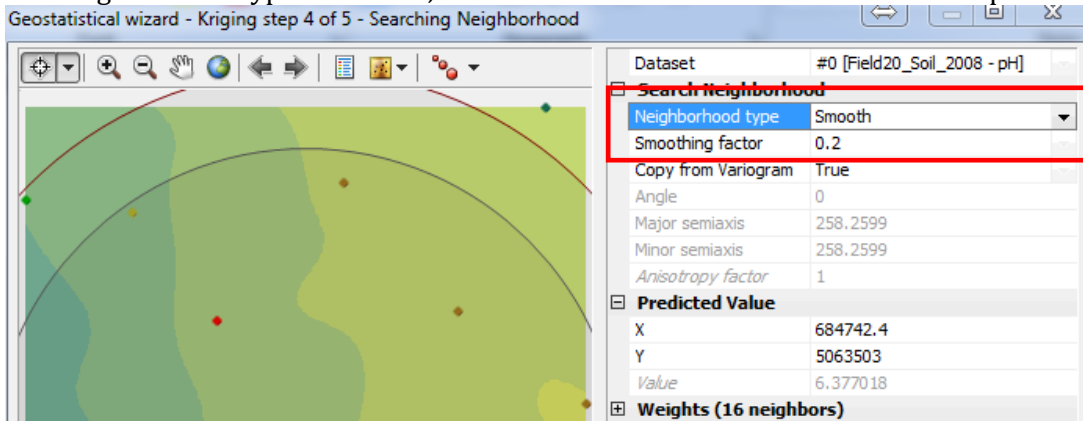 Geostatistical wizard - Kriging step 4 of 5 - Searching Neighborhood
Dataset #0 [Field20_Soil_2008 - pH]
Search Neighborhood
Neighborhood type Smooth
Smoothing factor 0.2
Copy from Variogram True
Angle 0
Major semiaxis 258.2599
Minor semiaxis 258.2599
Anisotropy factor 1
Predicted Value
X 684742.4
Y 5063503
Value 6.377018
Weights (16 neighbors)